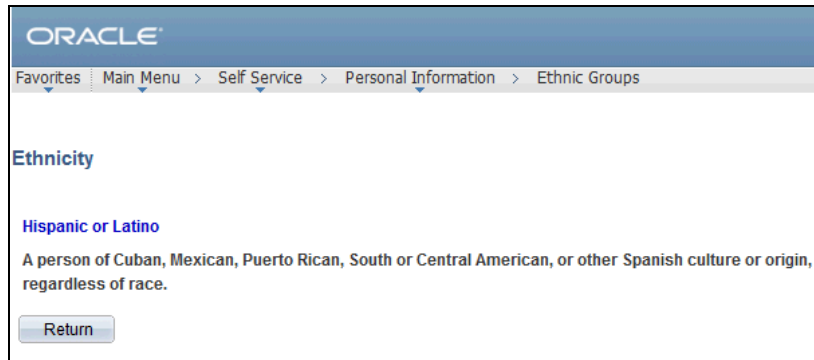 ORACLE
Favorites Main Menu > Self Service > Personal Information > Ethnic Groups
Ethnicity
Hispanic or Latino
A person of Cuban, Mexican, Puerto Rican, South or Central American, or other Spanish culture or origin,
regardless of race.
Return